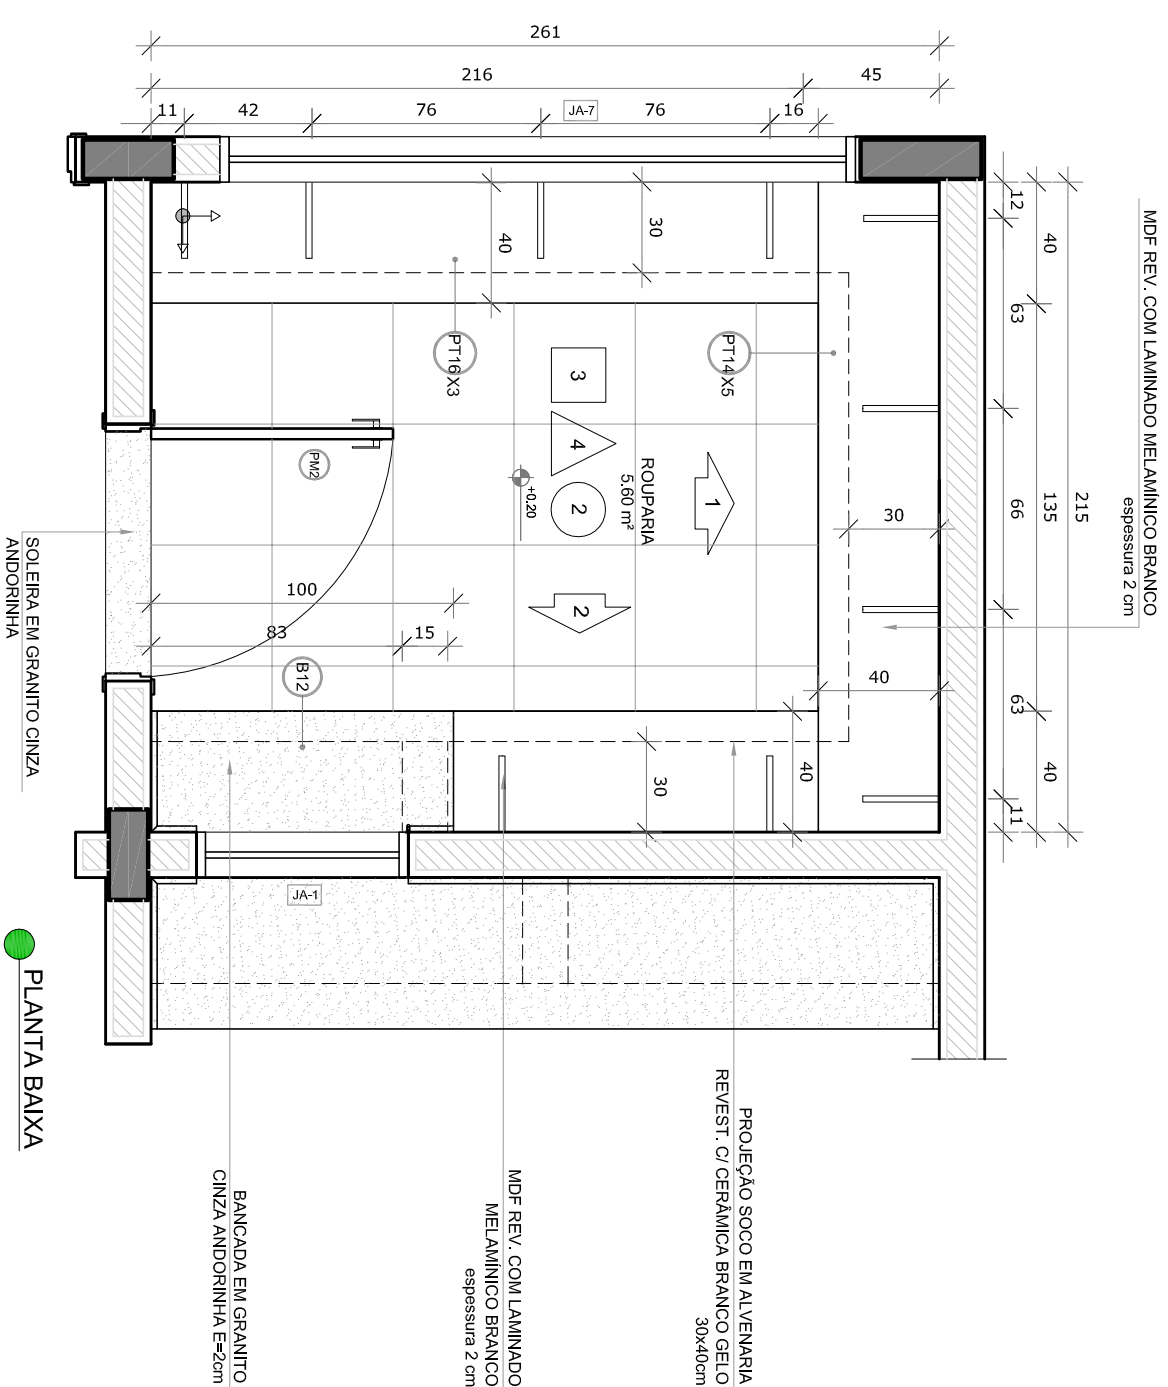 261
216
45
11
42
76
JA-7
76
16
12
40
63
66
135
215
63
40
11
MDF REV. COM LAMINADO MELAMÍNICO BRANCO
espessura 2 cm
40
30
PT16X3
PT14X5
3
4
2
ROUPARIA
5.60 m²
+0.20
1
2
PM2
30
100
83
15
40
B12
30
40
JA-1
SOLEIRA EM GRANITO CINZA
ANDORINHA
PLANTA BAIXA
PROJEÇÃO SOCO EM ALVENARIA
REVEST. C/ CERÂMICA BRANCO GELO
30x40cm
MDF REV. COM LAMINADO
MELAMÍNICO BRANCO
espessura 2 cm
BANCADA EM GRANITO
CINZA ANDORINHA E=2cm